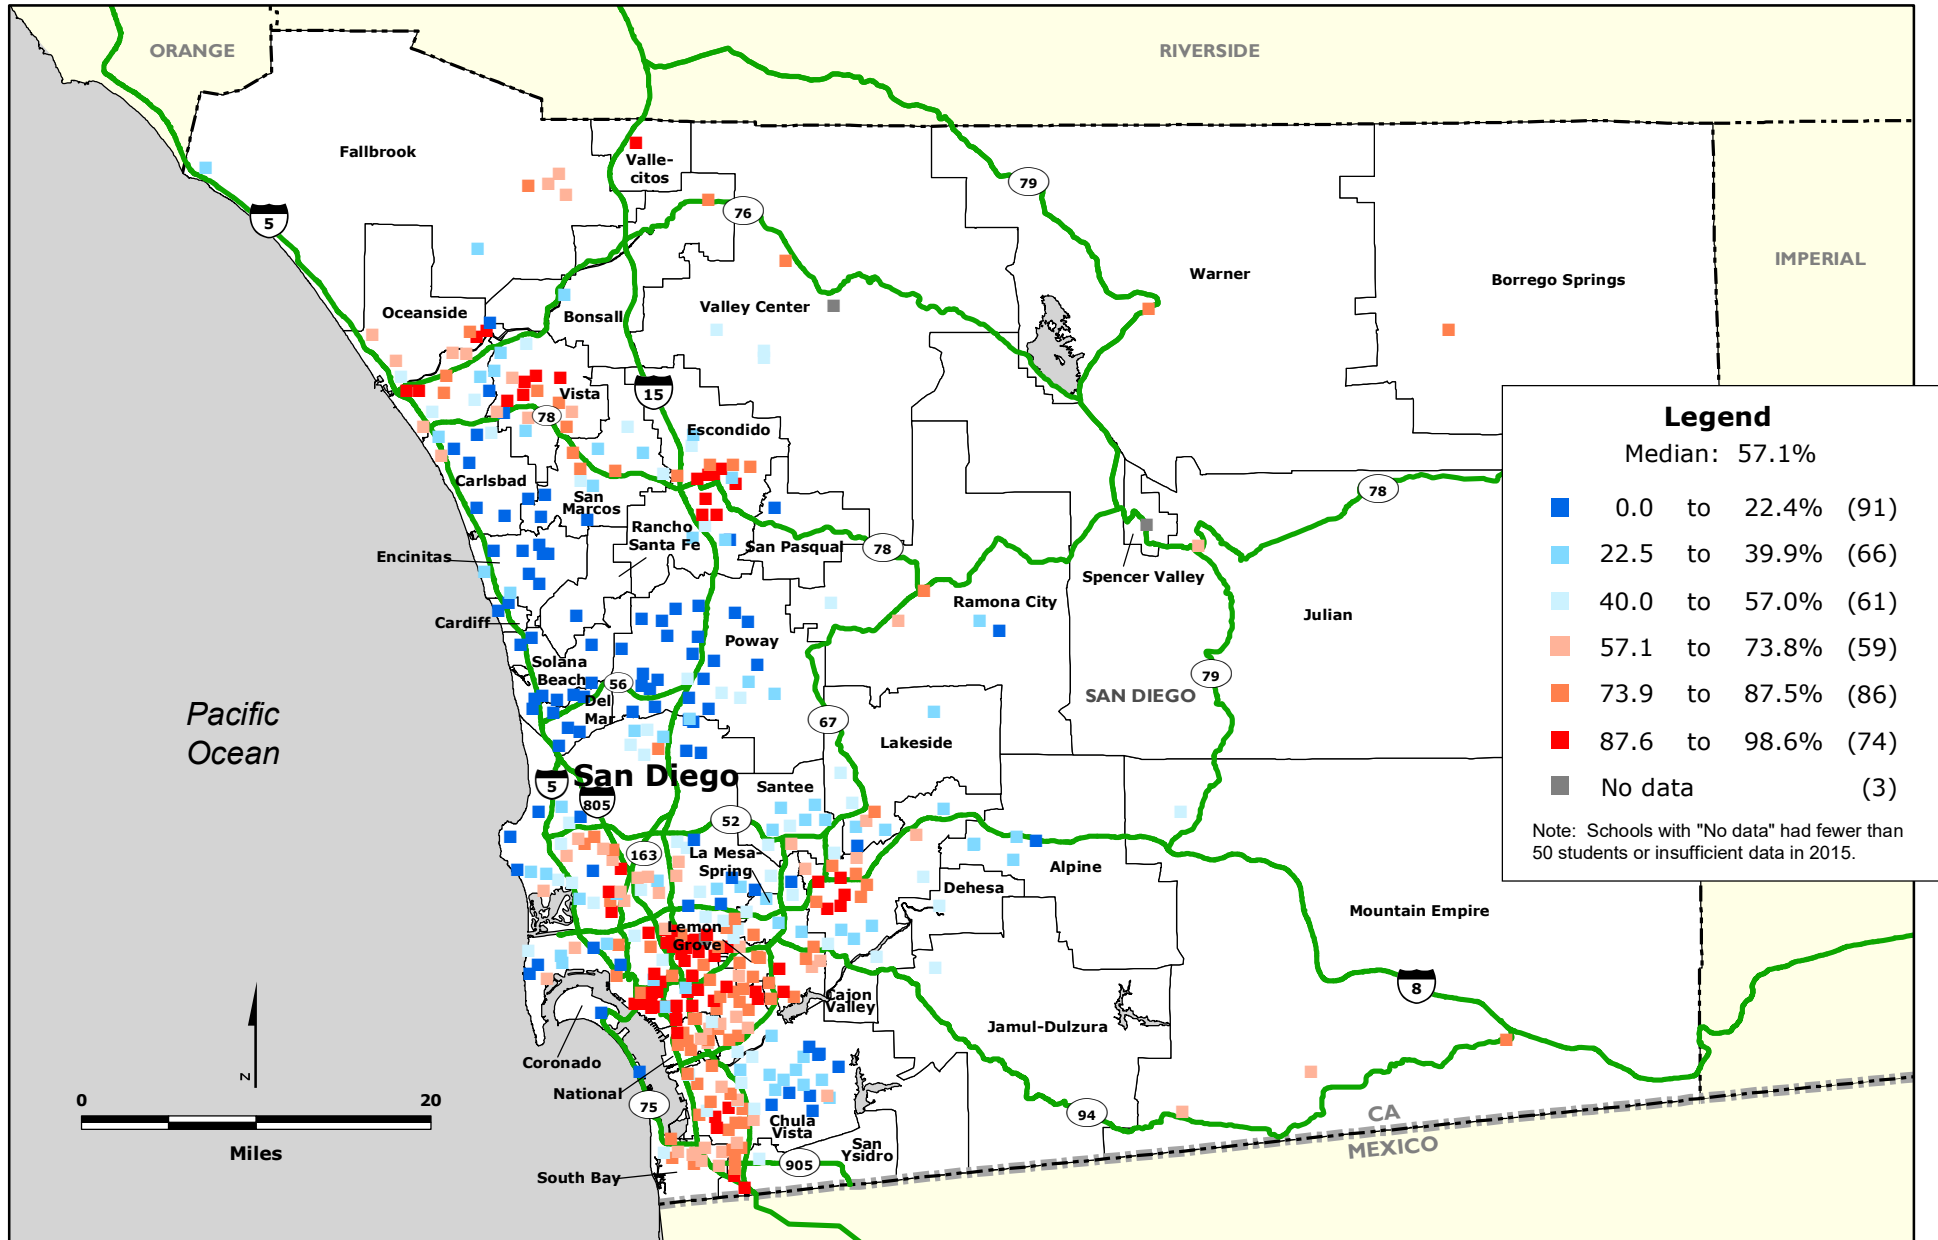 ORANGE
RIVERSIDE
Fallbrook
Valle-
citos
79
76
5
IMPERIAL
Warner
Borrego Springs
Oceanside
Bonsall
Valley Center
15
Vista
78
Escondido
Legend
Median: 57.1%
0.0 to 22.4% (91)
22.5 to 39.9% (66)
40.0 to 57.0% (61)
57.1 to 73.8% (59)
73.9 to 87.5% (86)
87.6 to 98.6% (74)
No data (3)
Note: Schools with "No data" had fewer than
50 students or insufficient data in 2015.
Carlsbad
San
Marcos
78
Rancho
Santa Fe
San Pasqual
78
Encinitas
Spencer Valley
Ramona City
Julian
Cardiff
Poway
Solana
Beach
56
79
SAN DIEGO
Del
Mar
67
Pacific
Ocean
Lakeside
San Diego
5
805
Santee
52
163
La Mesa-
Spring
Alpine
Dehesa
Mountain Empire
Lemon
Grove
8
Cajon
Valley
Jamul-Dulzura
Coronado
National
z
75
0 20
Miles
94
Chula
Vista
CA
MEXICO
San
Ysidro
905
South Bay